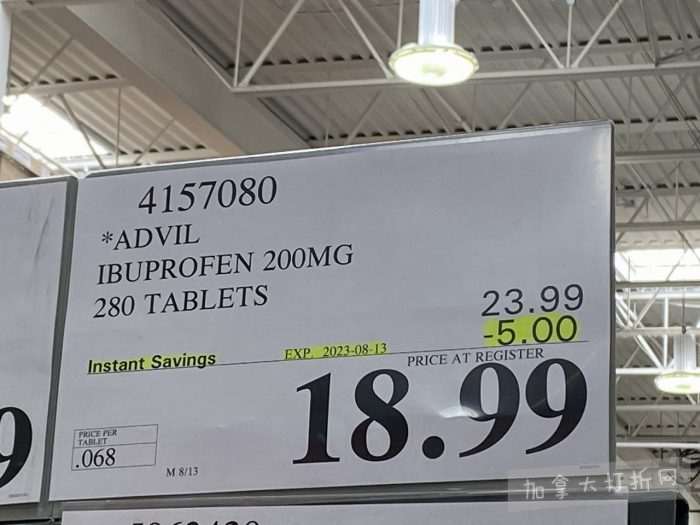 4157080
*ADVIL
IBUPROFEN 200MG
280 TABLETS
23.99
-5.00
Instant Savings
EXP. 2023-08-13
PRICE AT REGISTER
18.99
PRICE PER
TABLET
.068
M 8/13
9
加拿大打折网